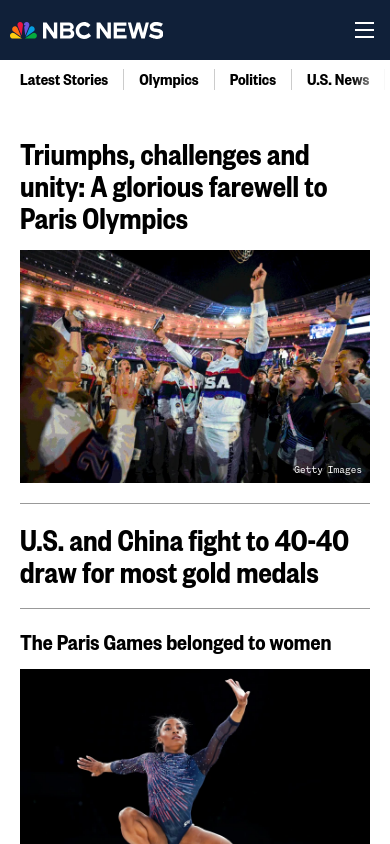 NBC NEWS
Latest Stories
Olympics
Politics
U.S. News
Triumphs, challenges and
unity: A glorious farewell to
Paris Olympics
SA
Getty Images
U.S. and China fight to 40-40
draw for most gold medals
The Paris Games belonged to women